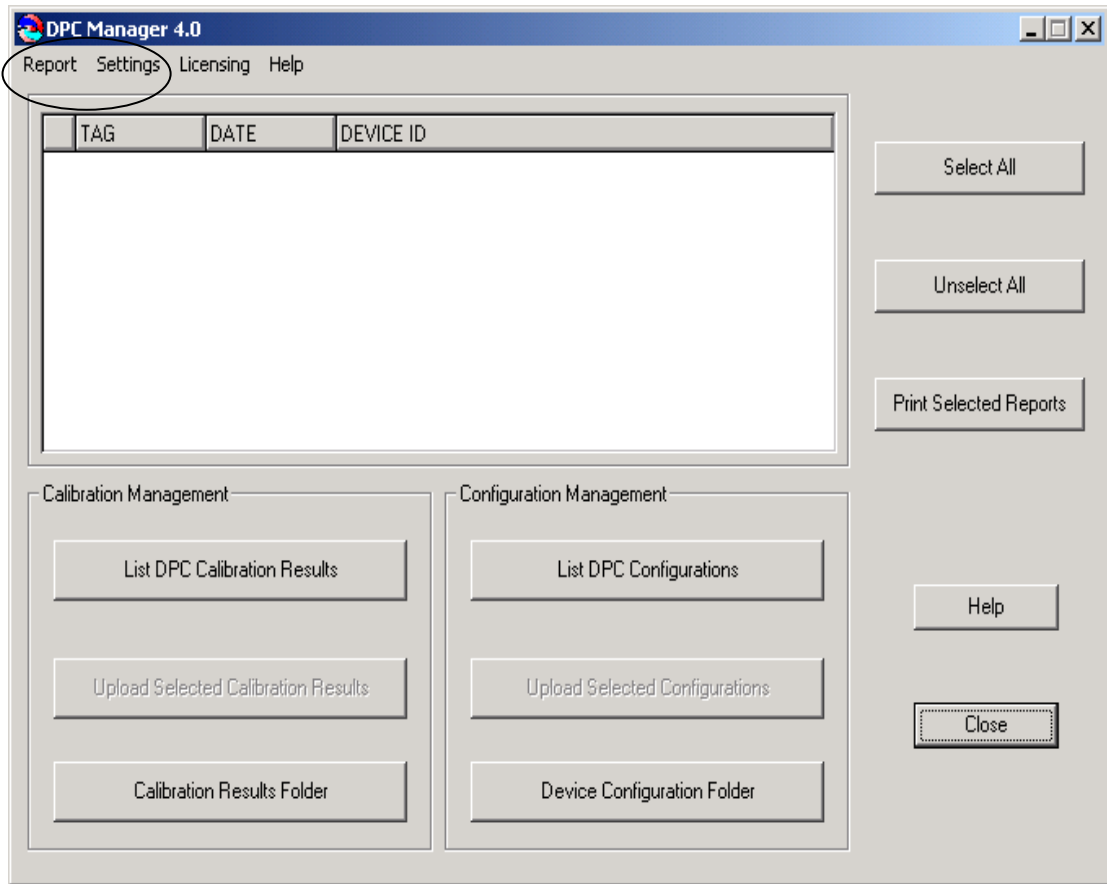 DPC Manager 4.0
Report Settings Licensing Help
TAG DATE DEVICE ID
Select All
Unselect All
Print Selected Reports
Calibration Management
List DPC Calibration Results
Upload Selected Calibration Results
Calibration Results Folder
Configuration Management
List DPC Configurations
Upload Selected Configurations
Device Configuration Folder
Help
Close